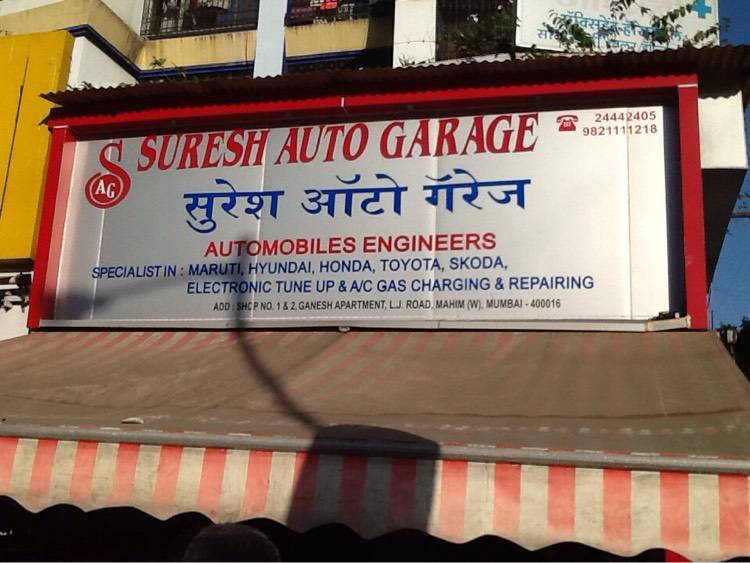 SURESH AUTO GARAGE
24442405
9821111218
S
AG
सुरेश ऑटो गॅरेज
AUTOMOBILES ENGINEERS
SPECIALIST IN : MARUTI, HYUNDAI, HONDA, TOYOTA, SKODA,
ELECTRONIC TUNE UP & A/C GAS CHARGING & REPAIRING
ADD : SHOP NO. 1 & 2, GANESH APARTMENT, L.J. ROAD, MAHIM (W), MUMBAI - 400016